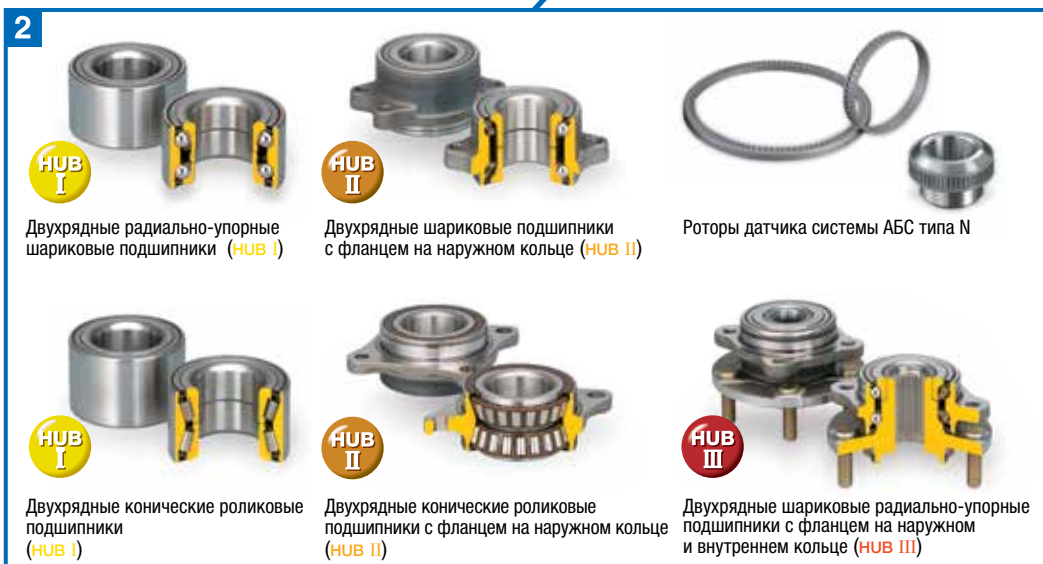 2
HUB
I
Двухрядные радиально-упорные
шариковые подшипники (HUB I)
HUB
II
Двухрядные шариковые подшипники
с фланцем на наружном кольце (HUB II)
Роторы датчика системы АБС типа N
HUB
I
Двухрядные конические роликовые
подшипники
(HUB I)
HUB
II
Двухрядные конические роликовые
подшипники с фланцем на наружном кольце
(HUB II)
HUB
III
Двухрядные шариковые радиально-упорные
подшипники с фланцем на наружном
и внутреннем кольце (HUB III)